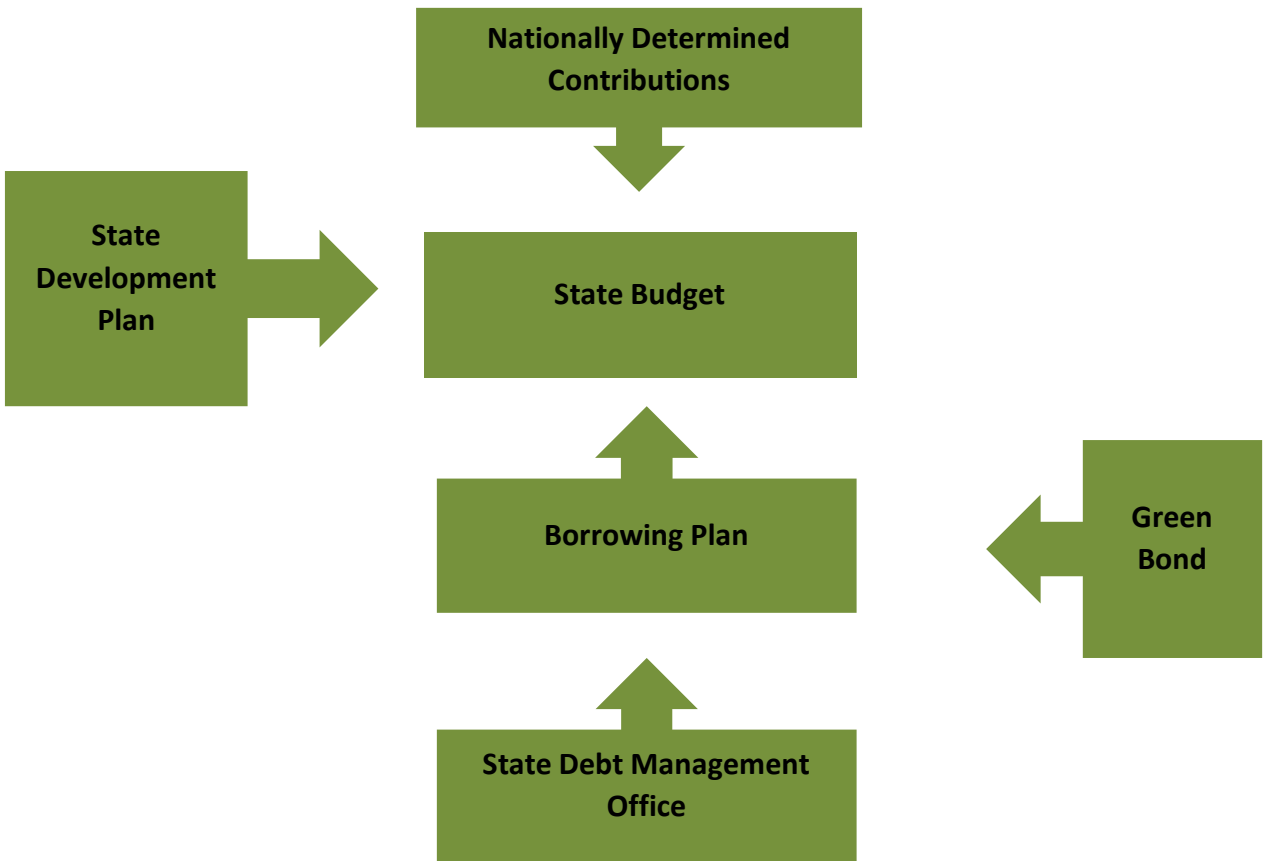 Nationally Determined
Contributions
State
Development
Plan
State Budget
Borrowing Plan
Green
Bond
State Debt Management
Office